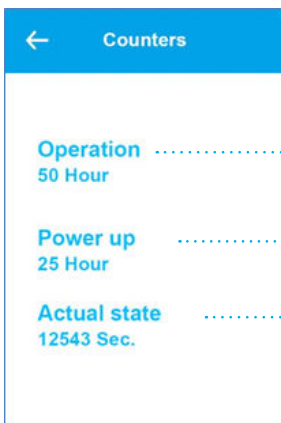 Counters
Operation
50 Hour
Power up
25 Hour
Actual state
12543 Sec.